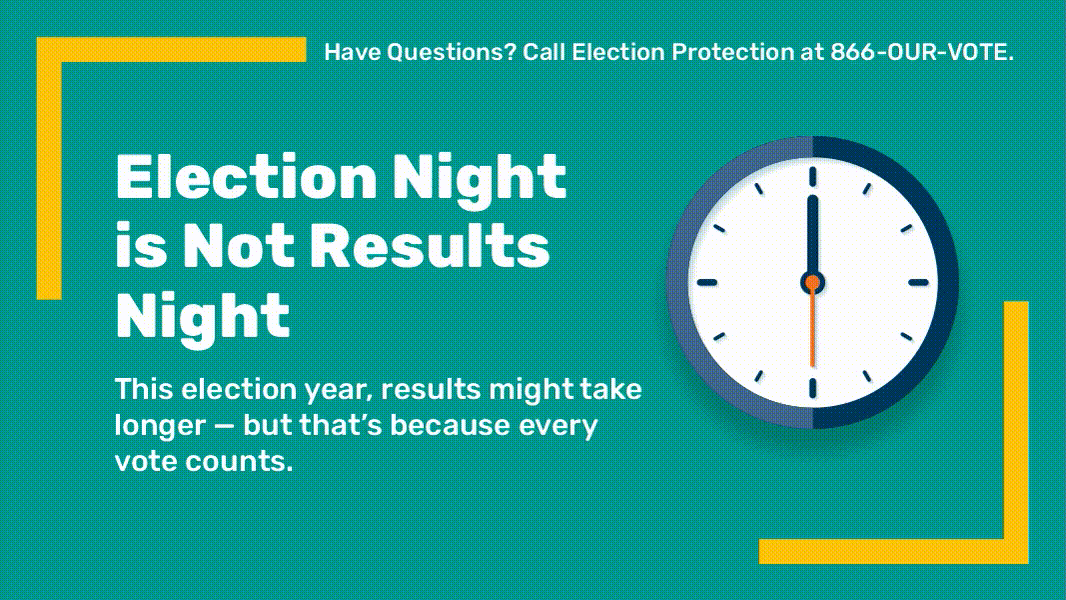 Have Questions? Call Election Protection at 866-OUR-VOTE.
Election Night
is Not Results
Night
This election year, results might take
longer — but that’s because every
vote counts.